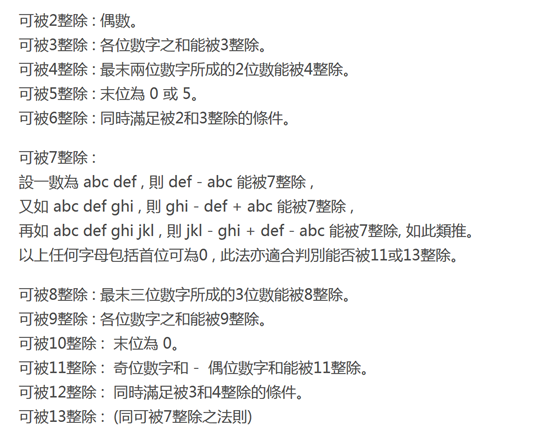 可被2整除 : 偶數。
可被3整除 : 各位數字之和能被3整除。
可被4整除 : 最末兩位數字所成的2位數能被4整除。
可被5整除 : 末位為 0 或 5。
可被6整除 : 同時滿足被2和3整除的條件。
可被7整除 :
設一數為 abc def , 則 def - abc 能被7整除 ,
又如 abc def ghi , 則 ghi - def + abc 能被7整除 ,
再如 abc def ghi jkl , 則 jkl - ghi + def - abc 能被7整除, 如此類推。
以上任何字母包括首位可為0 , 此法亦適合判別能否被11或13整除。
可被8整除 : 最末三位數字所成的3位數能被8整除。
可被9整除 : 各位數字之和能被9整除。
可被10整除 : 末位為 0。
可被11整除 : 奇位數字和 - 偶位數字和能被11整除。
可被12整除 : 同時滿足被3和4整除的條件。
可被13整除 : (同可被7整除之法則)